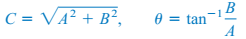 C = √A² + B², θ = tan⁻¹ B/A